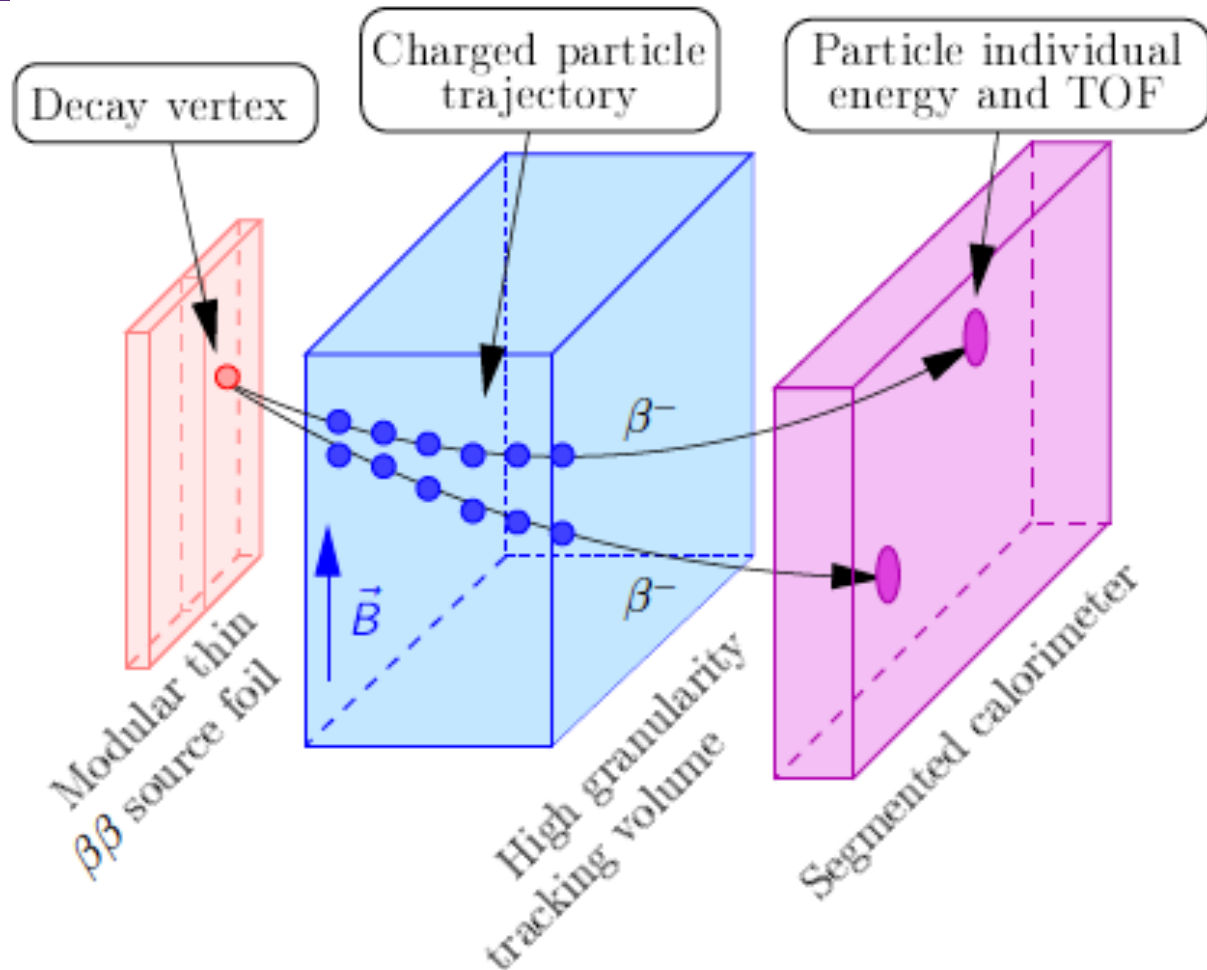 Decay vertex
Charged particle
trajectory
Particle individual
energy and TOF
β⁻
β⁻
B⃗
Modular thin
ββ source foil
High granularity
tracking volume
Segmented calorimeter